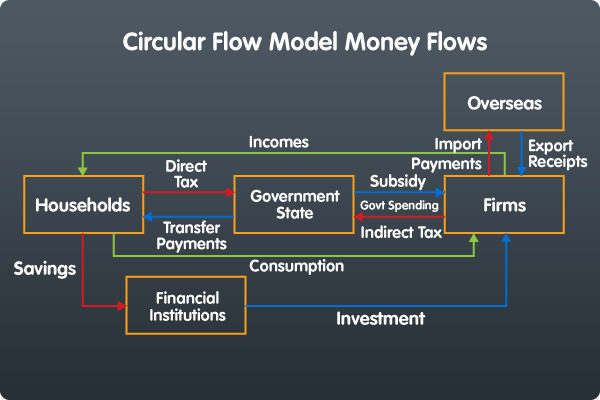 Circular Flow Model Money Flows
Overseas
Incomes
Import
Payments
Export
Receipts
Direct
Tax
Subsidy
Households
Government
State
Govt Spending
Firms
Transfer
Payments
Indirect Tax
Savings
Consumption
Financial
Institutions
Investment